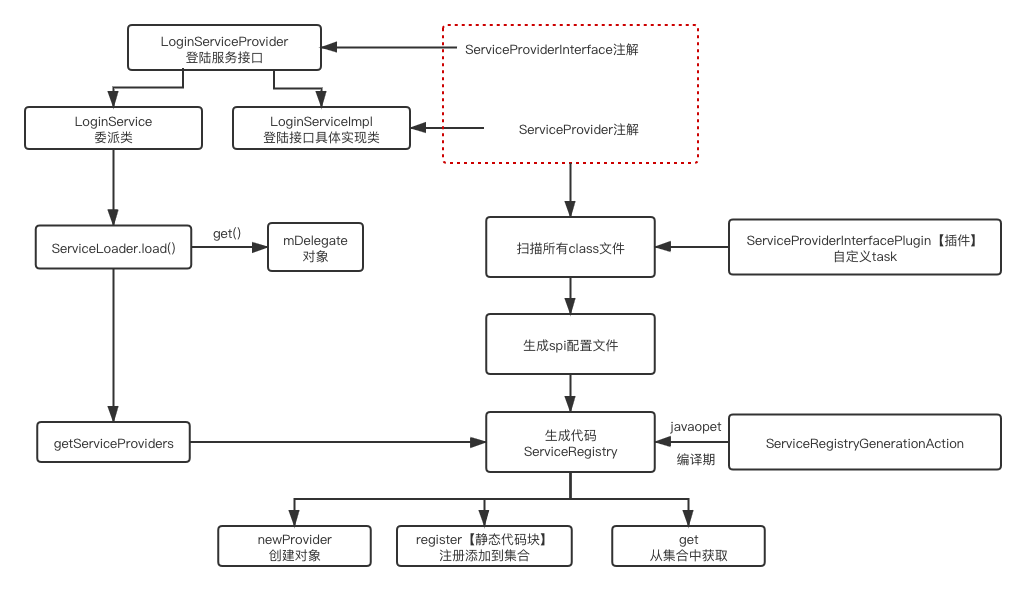 LoginServiceProvider
登陆服务接口
ServiceProviderInterface注解
LoginService
委派类
LoginServiceImpl
登陆接口具体实现类
ServiceProvider注解
ServiceLoader.load()
get()
mDelegate
对象
扫描所有class文件
ServiceProviderInterfacePlugin【插件】
自定义task
生成spi配置文件
getServiceProviders
生成代码
ServiceRegistry
javaopet
编译期
ServiceRegistryGenerationAction
newProvider
创建对象
register【静态代码块】
注册添加到集合
get
从集合中获取